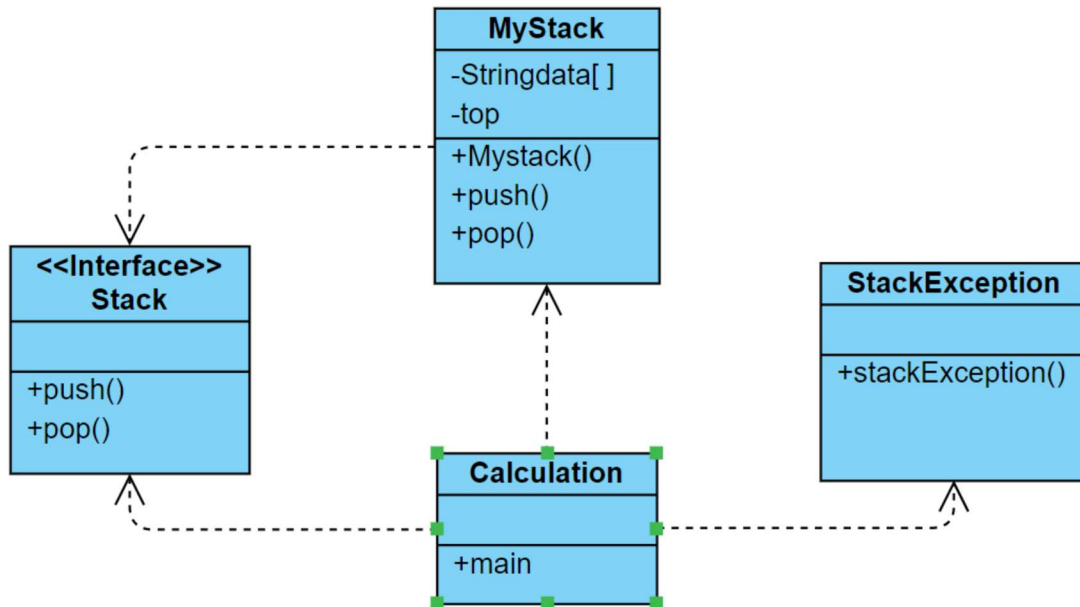 MyStack
-Stringdata[ ]
-top
+Mystack()
+push()
+pop()
<<Interface>>
Stack
+push()
+pop()
StackException
+stackException()
Calculation
+main